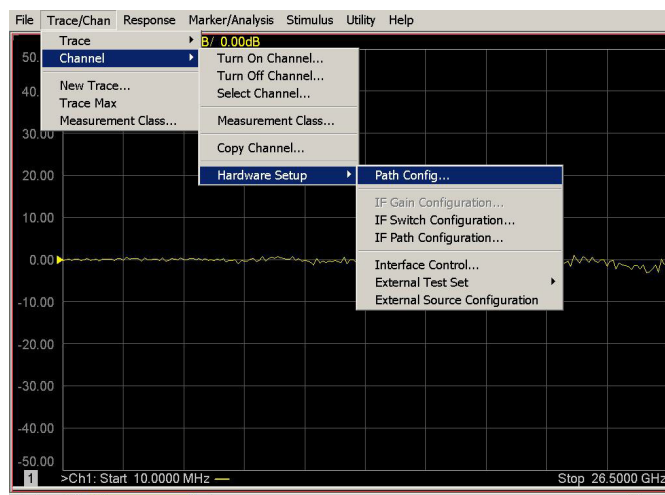 File Trace/Chan Response Marker/Analysis Stimulus Utility Help
Trace
Channel
New Trace...
Trace Max
Measurement Class...
B/ 0.00dB
Turn On Channel...
Turn Off Channel...
Select Channel...
Measurement Class...
Copy Channel...
Hardware Setup
Path Config...
IF Gain Configuration...
IF Switch Configuration...
IF Path Configuration...
Interface Control...
External Test Set
External Source Configuration
50.
40.
30.00
20.00
10.00
0.00
-10.00
-20.00
-30.00
-40.00
-50.00
1 >Ch1: Start 10.0000 MHz — Stop 26.5000 GHz